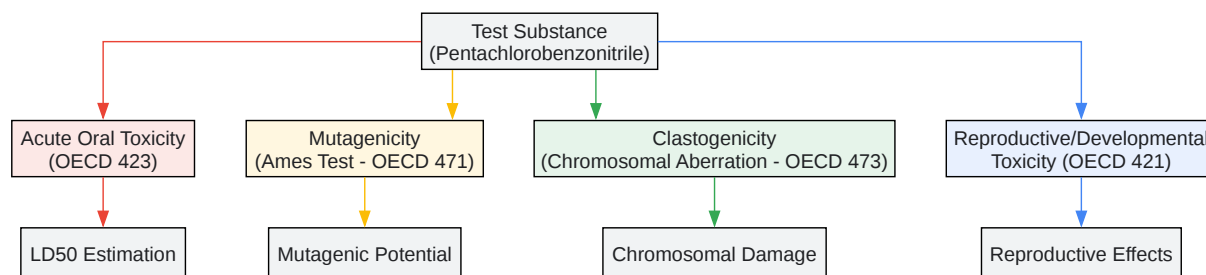 Test Substance
(Pentachlorobenzonitrile)
Acute Oral Toxicity
(OECD 423)
Mutagenicity
(Ames Test - OECD 471)
Clastogenicity
(Chromosomal Aberration - OECD 473)
Reproductive/Developmental
Toxicity (OECD 421)
LD50 Estimation
Mutagenic Potential
Chromosomal Damage
Reproductive Effects